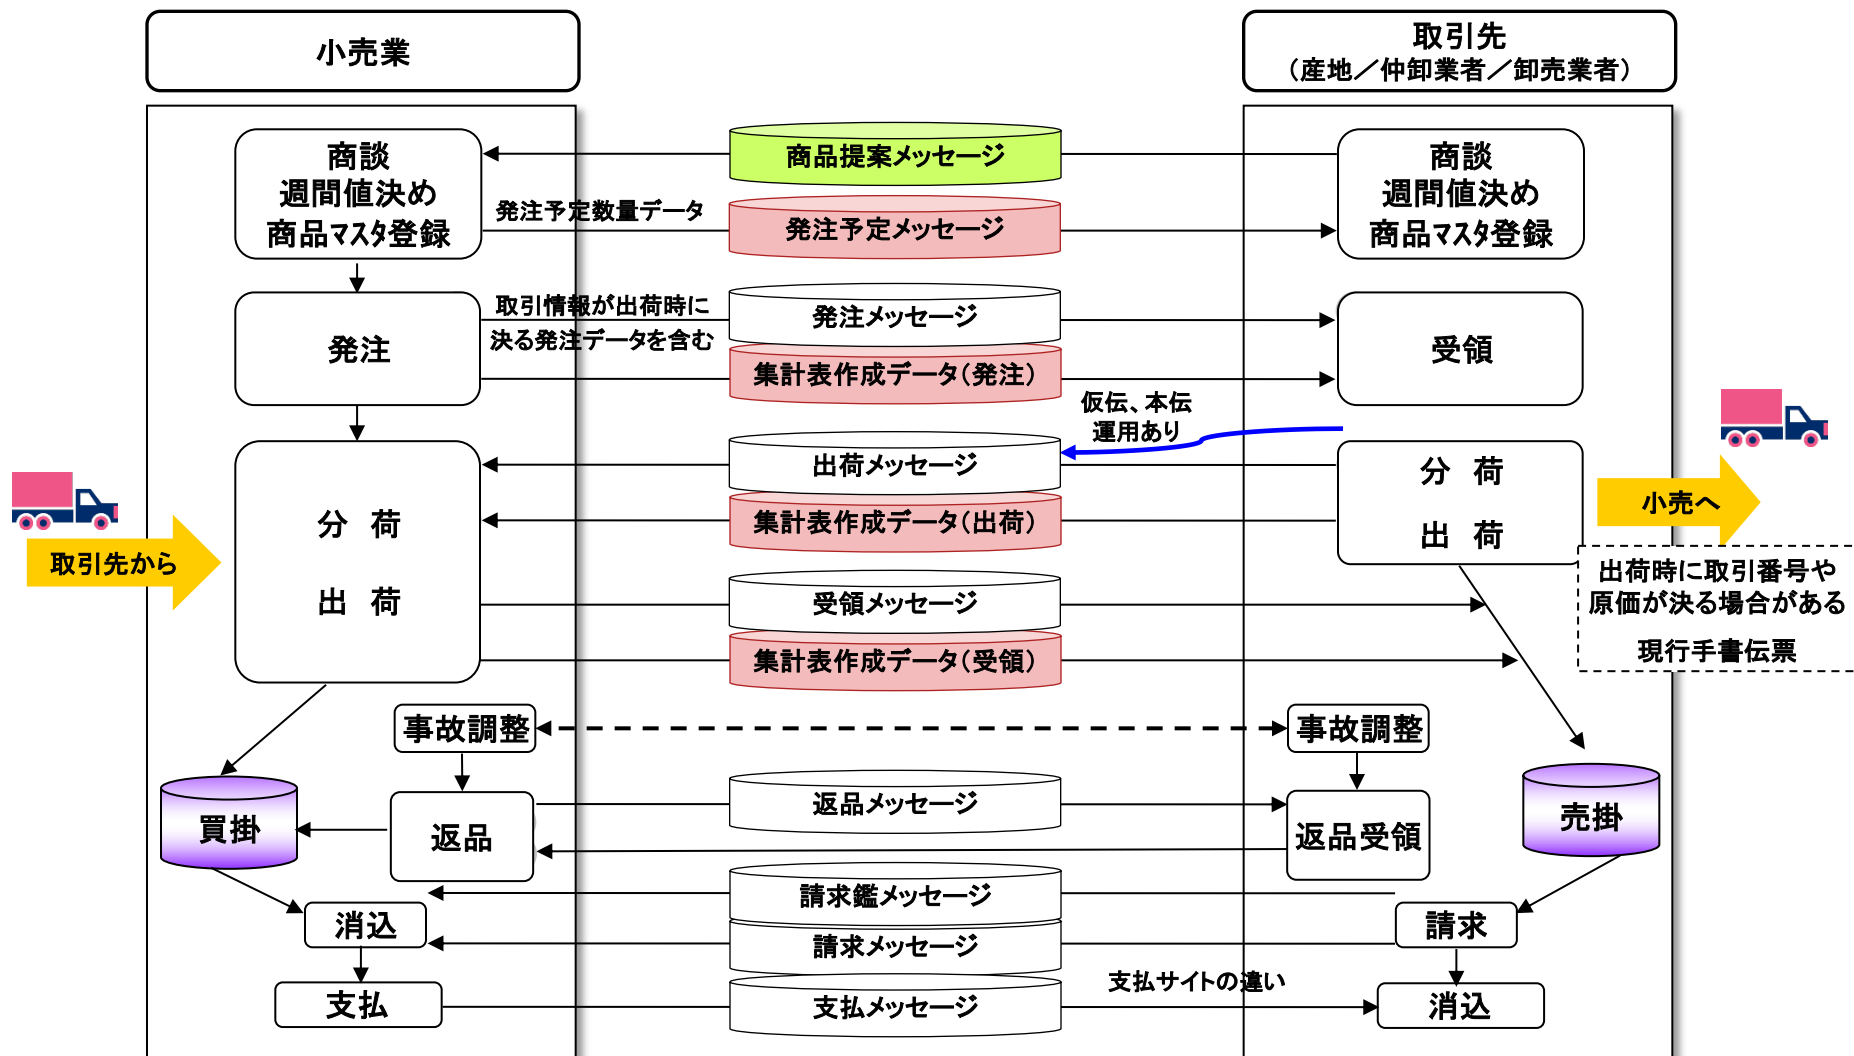 小売業
取引先
（産地／仲卸業者／卸売業者）
商談
週間値決め
商品ﾏｽﾀ登録
商品提案メッセージ
商談
週間値決め
商品ﾏｽﾀ登録
発注予定数量データ
発注予定メッセージ
発注
取引情報が出荷時に
決る発注データを含む
発注メッセージ
集計表作成データ（発注）
受領
仮伝、本伝
運用あり
取引先から
分　荷
出　荷
出荷メッセージ
集計表作成データ（出荷）
受領メッセージ
集計表作成データ（受領）
分　荷
出　荷
小売へ
出荷時に取引番号や
原価が決る場合がある
現行手書伝票
事故調整
事故調整
買掛
返品
返品メッセージ
返品受領
売掛
請求鑑メッセージ
消込
請求メッセージ
請求
支払
支払メッセージ
支払サイトの違い
消込